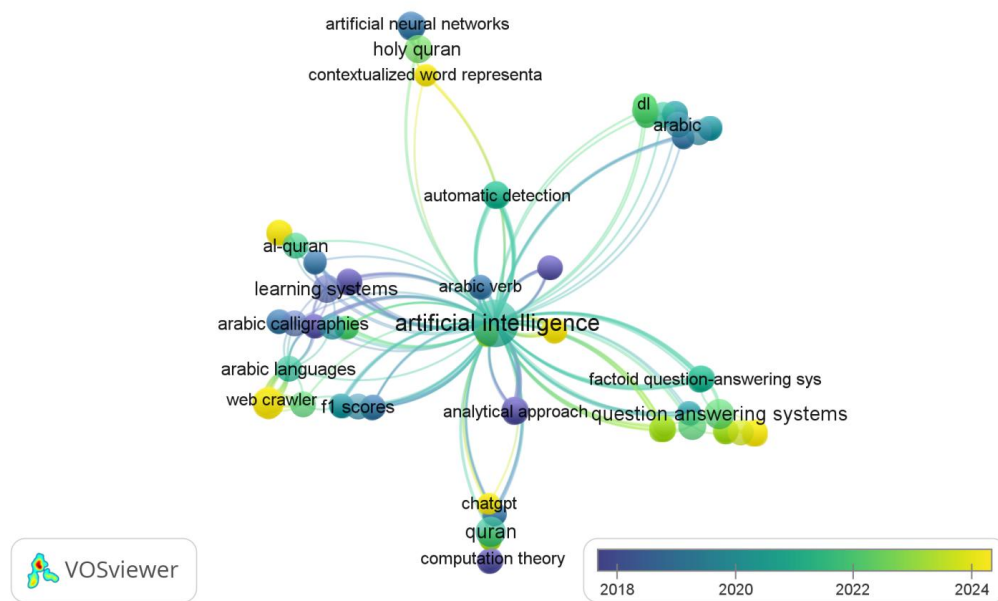 artificial neural networks
holy quran
contextualized word representa
dl
arabic
automatic detection
al-quran
learning systems
arabic verb
arabic calligraphies
artificial intelligence
arabic languages
factoid question-answering sys
web crawler
f1 scores
analytical approach
question answering systems
chatgpt
quran
computation theory
VOSviewer
2018
2020
2022
2024